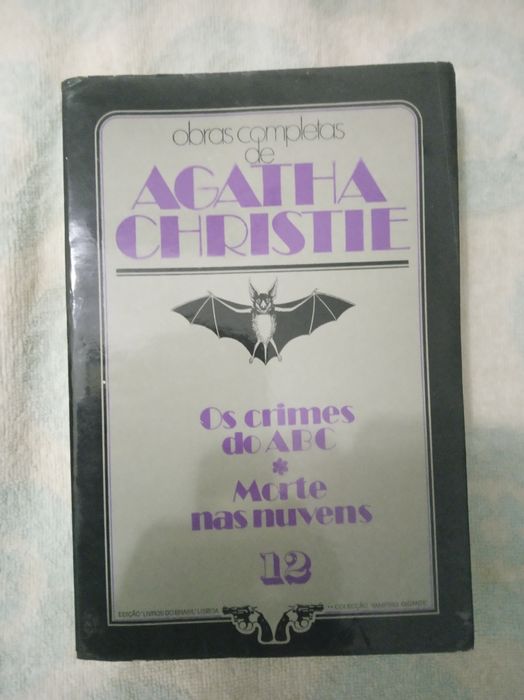 obras completas
de
AGATHA
CHRISTIE
Os crimes
do ABC
*
Morte
nas nuvens
12
EDIÇÃO "LIVROS DO BRASIL" LISBOA
COLECÇÃO VAMPIRO GIGANTE